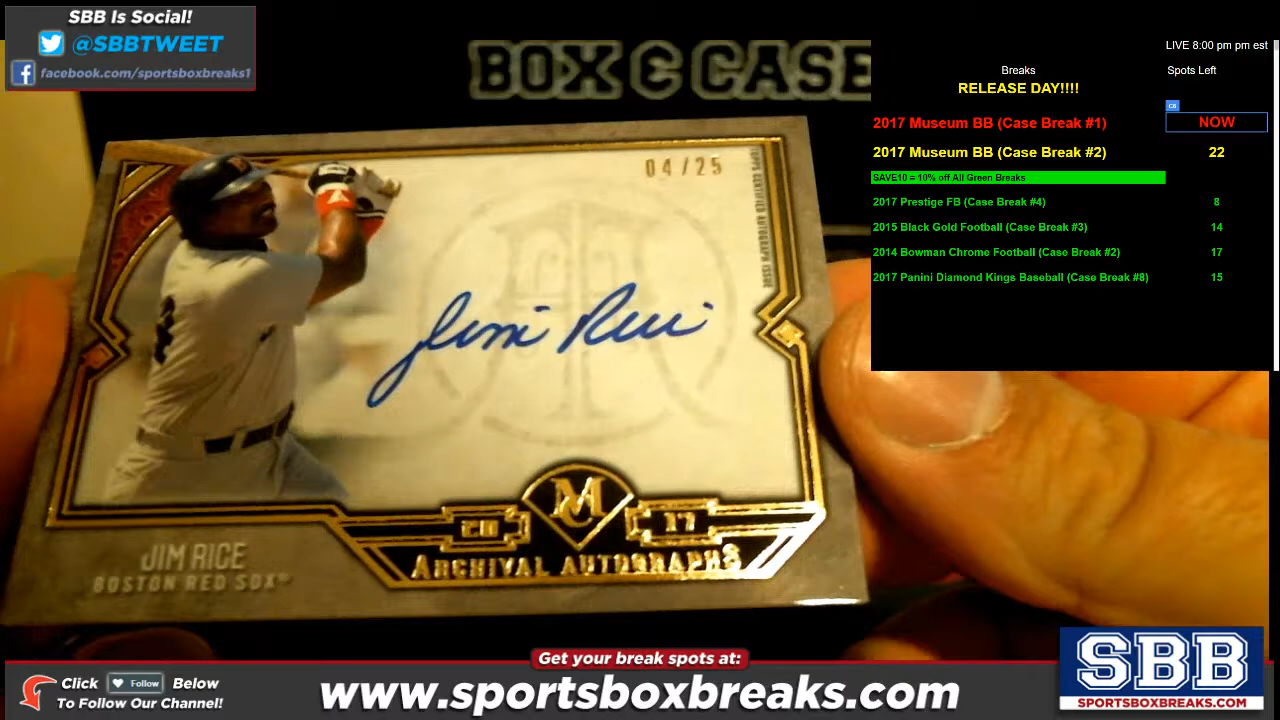 SBB Is Social!
@SBBTWEET
facebook.com/sportsboxbreaks1
BOX & CASE
LIVE 8:00 pm pm est
Breaks Spots Left
RELEASE DAY!!!!
2017 Museum BB (Case Break #1) NOW
2017 Museum BB (Case Break #2) 22
SAVE10 = 10% off All Green Breaks
2017 Prestige FB (Case Break #4) 8
2015 Black Gold Football (Case Break #3) 14
2014 Bowman Chrome Football (Case Break #2) 17
2017 Panini Diamond Kings Baseball (Case Break #8) 15
04/25
TOPPS CERTIFIED AUTOGRAPH ISSUE
Jim Rice
MC
20 17
ARCHIVAL AUTOGRAPHS
JIM RICE
BOSTON RED SOX®
Get your break spots at:
Click Follow Below
To Follow Our Channel!
www.sportsboxbreaks.com
SBB
SPORTSBOXBREAKS.COM